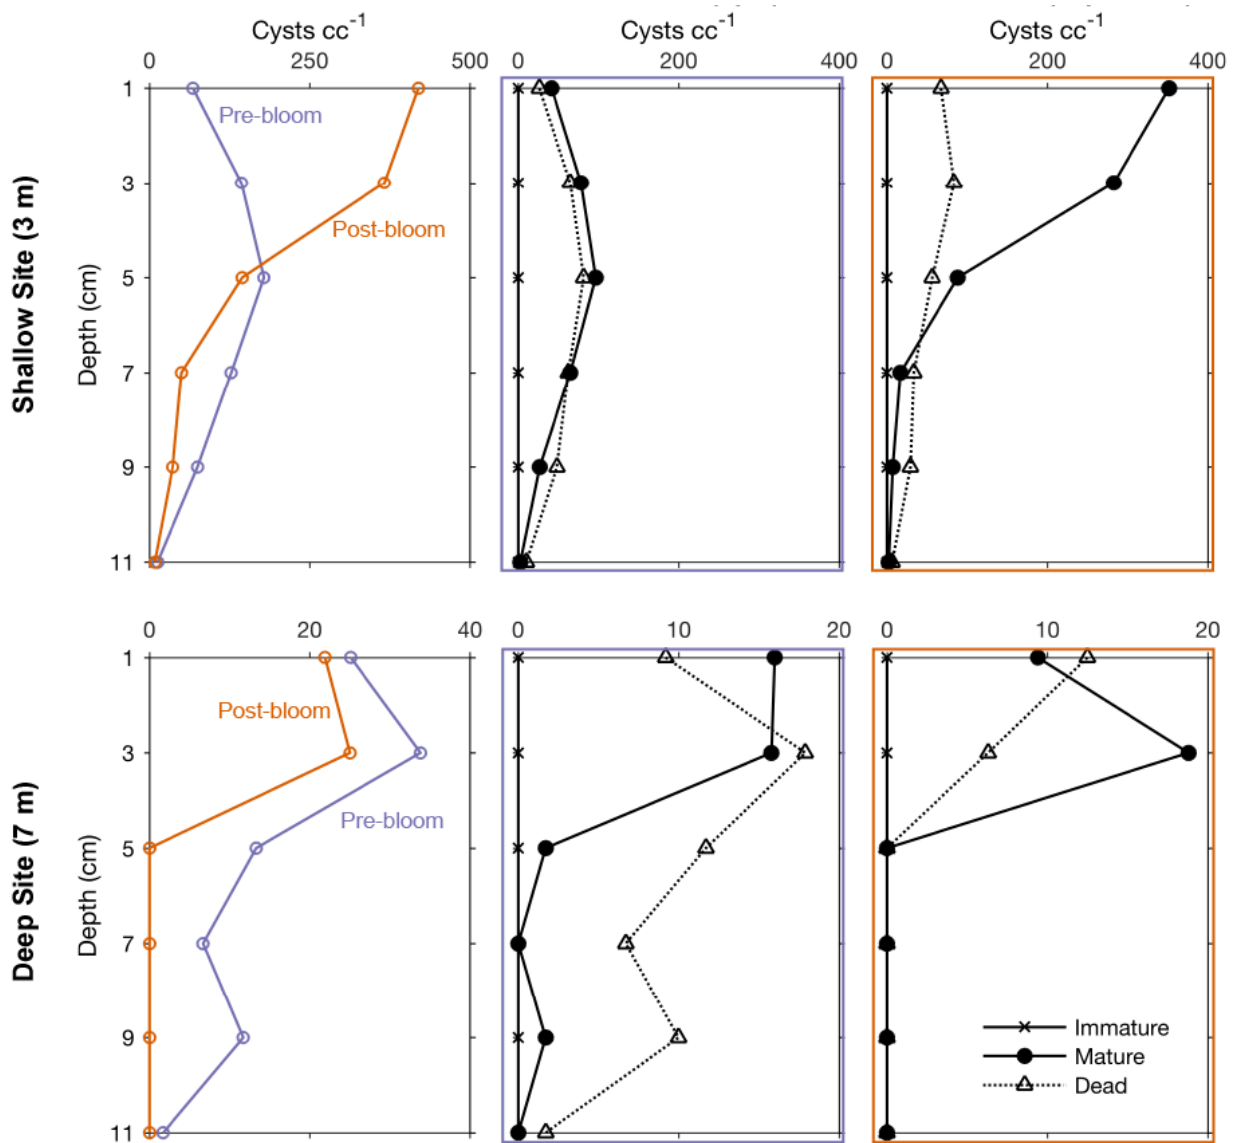 Cysts cc-1 Cysts cc-1 Cysts cc-1
0 250 500 0 200 400 0 200 400
1
Pre-bloom
3
Post-bloom
5
7
9
11
Depth (cm)
Shallow Site (3 m)
0 20 40 0 10 20 0 10 20
1
Post-bloom
3
Pre-bloom
5
7
9
11
Depth (cm)
Deep Site (7 m)
Immature
Mature
Dead